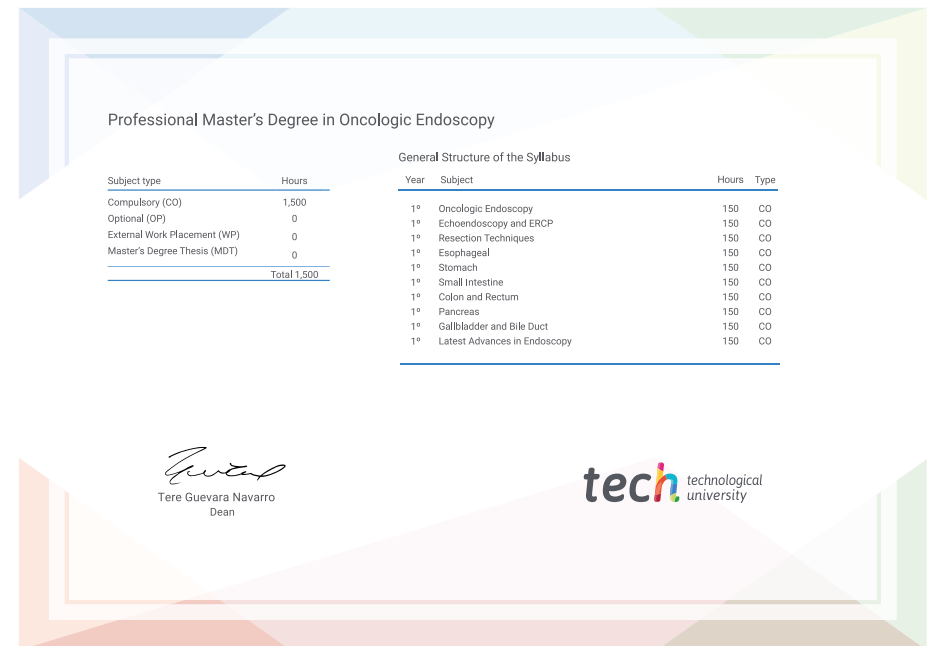 Professional Master's Degree in Oncologic Endoscopy
Subject type Hours
Compulsory (CO) 1,500
Optional (OP) 0
External Work Placement (WP) 0
Master's Degree Thesis (MDT) 0
Total 1,500
General Structure of the Syllabus
Year Subject Hours Type
1º Oncologic Endoscopy 150 CO
1º Echoendoscopy and ERCP 150 CO
1º Resection Techniques 150 CO
1º Esophageal 150 CO
1º Stomach 150 CO
1º Small Intestine 150 CO
1º Colon and Rectum 150 CO
1º Pancreas 150 CO
1º Gallbladder and Bile Duct 150 CO
1º Latest Advances in Endoscopy 150 CO
Tere Guevara Navarro
Dean
tech technological
university